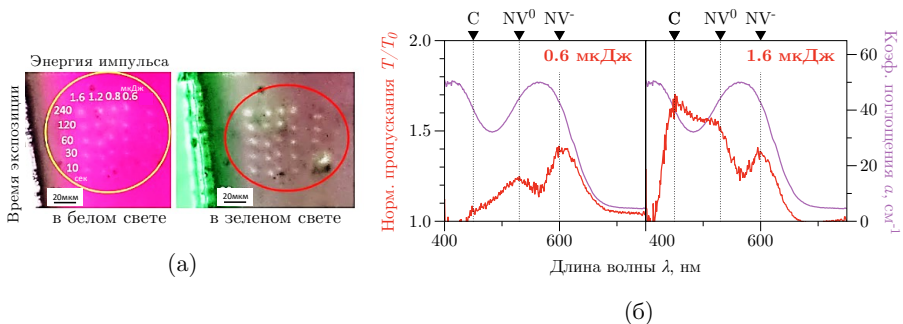 Энергия импульса
Время экспозиции
мкДж
1.6 1.2 0.8 0.6
240
120
60
30
10
сек
20мкм
20мкм
в белом свете
в зеленом свете
(а)
C NV⁰ NV⁻ C NV⁰ NV⁻
Норм. пропускания T/T₀
2.0
1.5
1.0
0.6 мкДж
1.6 мкДж
60
40
20
0
Коэф. поглощения a, см⁻¹
400 600 400 600
Длина волны λ, нм
(б)